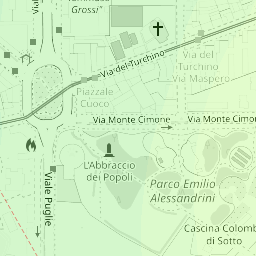 Grossi"
Via del Turchino
Via del
Turchino
Via Maspero
Piazzale
Cuoco
Via Monte Cimone
Via Monte Cimon
L'Abbraccio
dei Popoli
Viale Puglie
Parco Emilio
Alessandrini
Cascina Colomb
di Sotto